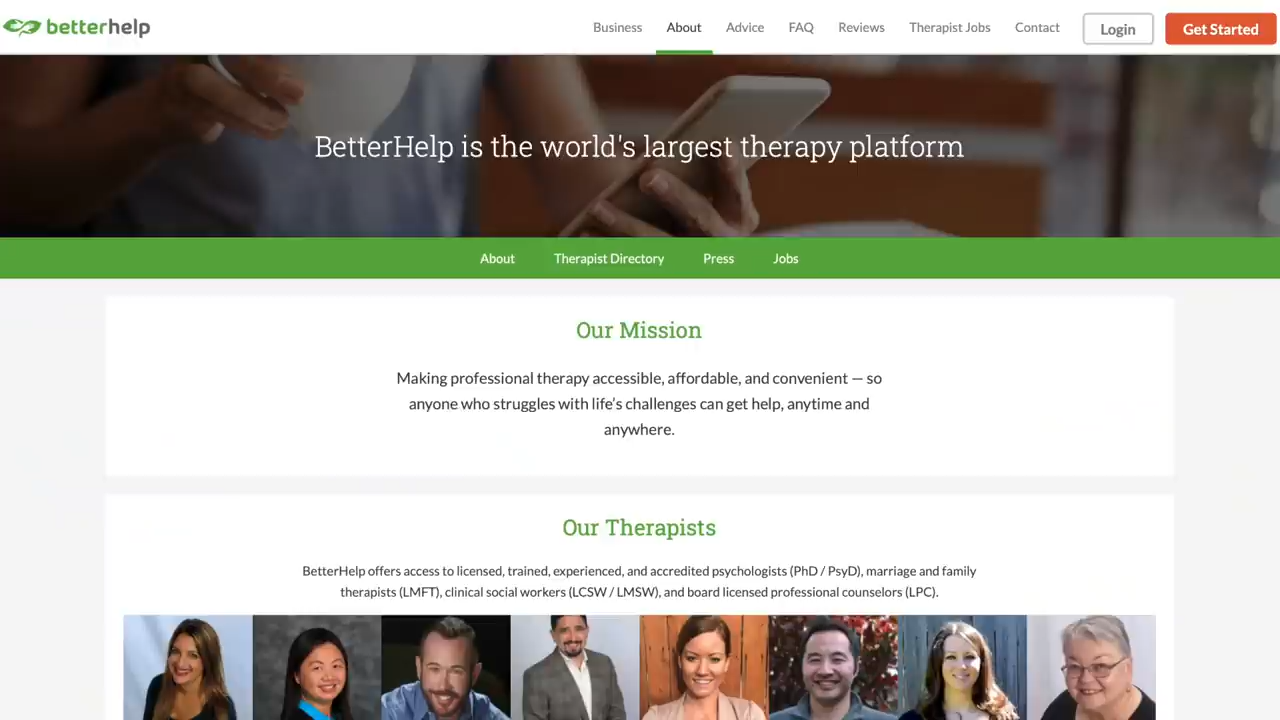 betterhelp
Business About Advice FAQ Reviews Therapist Jobs Contact Login Get Started
BetterHelp is the world's largest therapy platform
About Therapist Directory Press Jobs
Our Mission
Making professional therapy accessible, affordable, and convenient — so
anyone who struggles with life's challenges can get help, anytime and
anywhere.
Our Therapists
BetterHelp offers access to licensed, trained, experienced, and accredited psychologists (PhD / PsyD), marriage and family
therapists (LMFT), clinical social workers (LCSW / LMSW), and board licensed professional counselors (LPC).